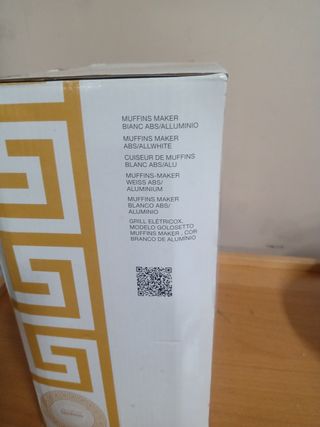 MUFFINS MAKER
BIANC ABS/ALLUMINIO
MUFFINS MAKER
ABS/ALLWHITE
CUISEUR DE MUFFINS
BLANC ABS/ALU
MUFFINS-MAKER
WEISS ABS/
ALUMINIUM
MUFFINS MAKER
BLANCO ABS/
ALUMINIO
GRILL ELÉTRICOX,
MODELO GOLOSETTO
MUFFINS MAKER , COR
BRANCO DE ALUMÍNIO